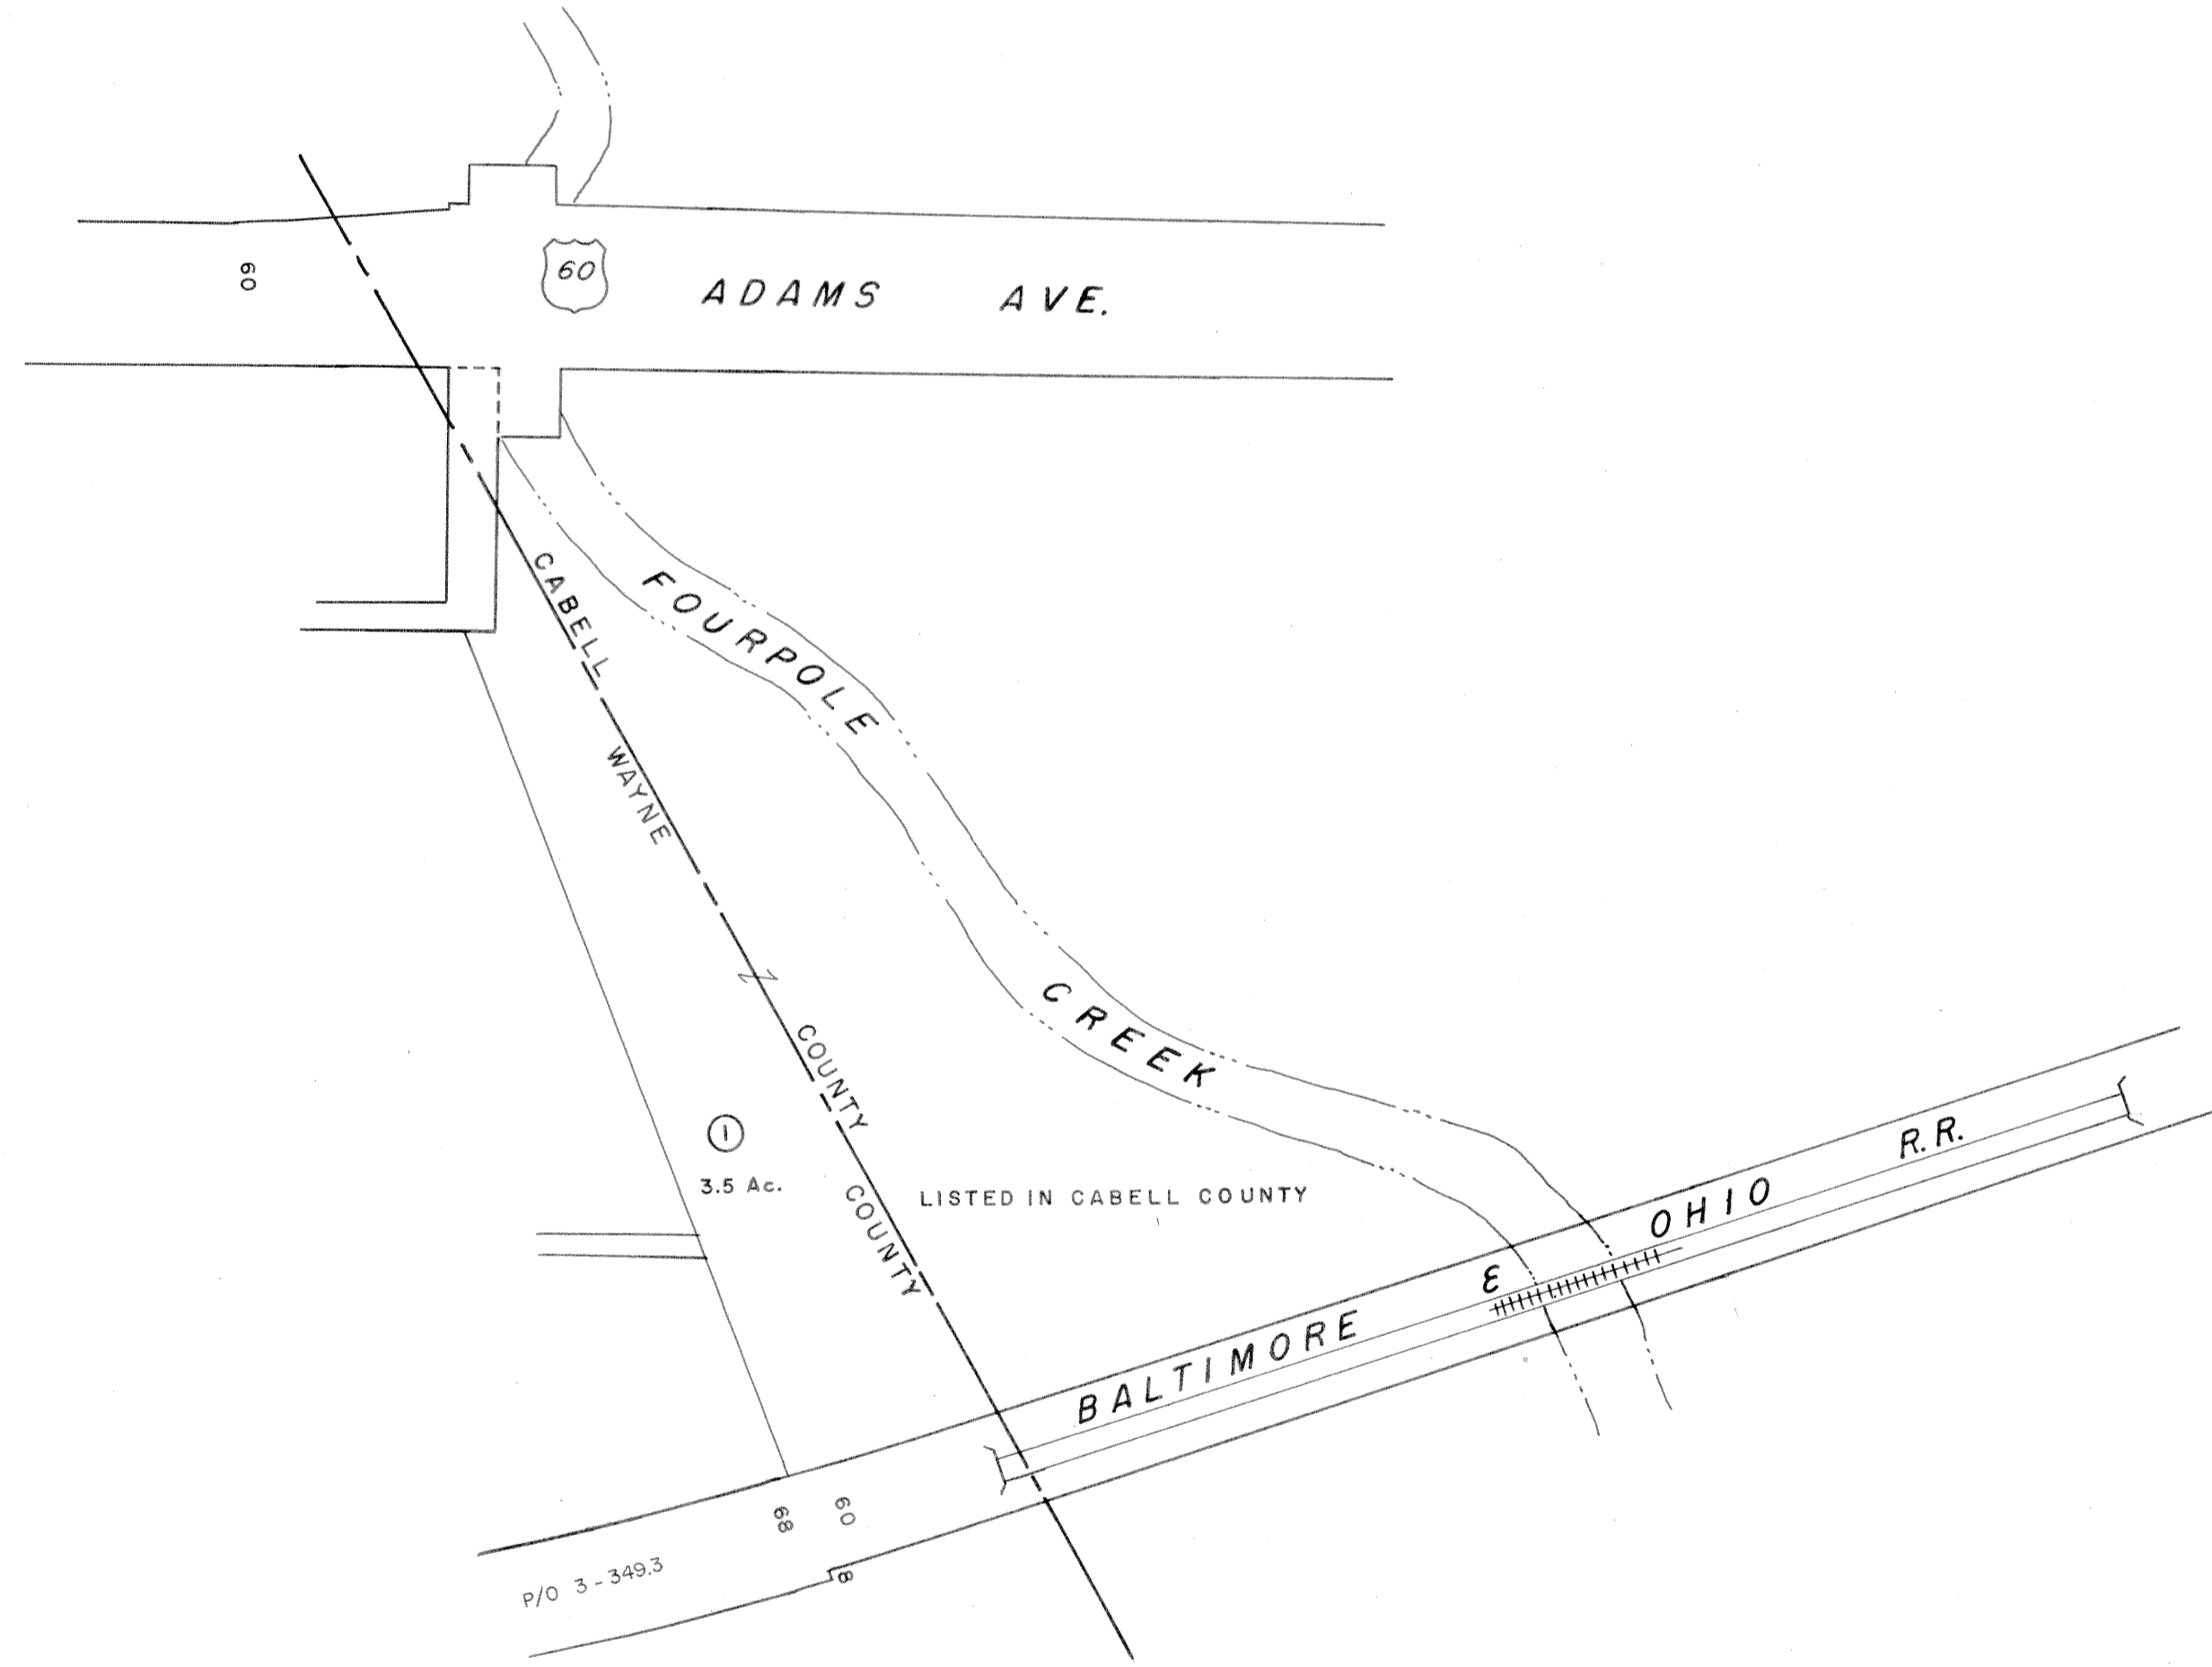 60
60
ADAMS AVE.
FOURPOLE CREEK
CABELL COUNTY
WAYNE COUNTY
1
3.5 Ac.
LISTED IN CABELL COUNTY
BALTIMORE & OHIO R.R.
68
60
8
P/O 3-349.3